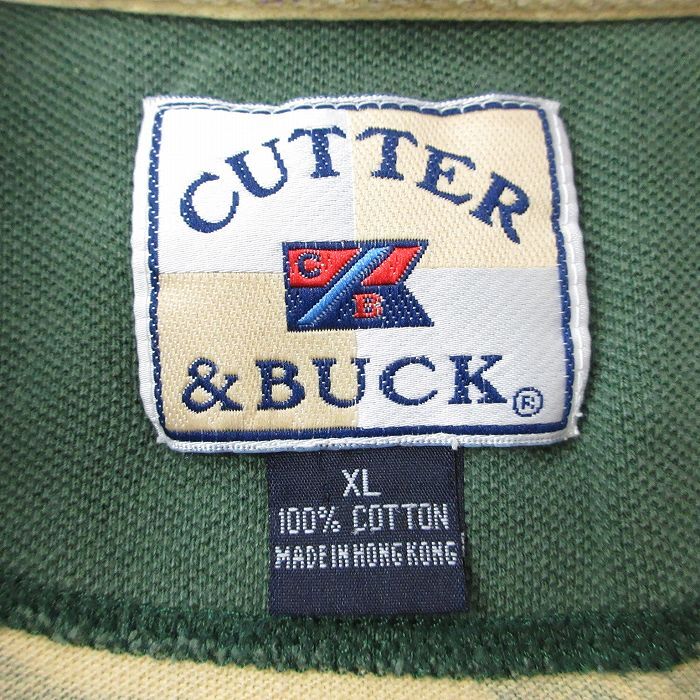 CUTTER
C
B
& BUCK®
XL
100% COTTON
MADE IN HONG KONG